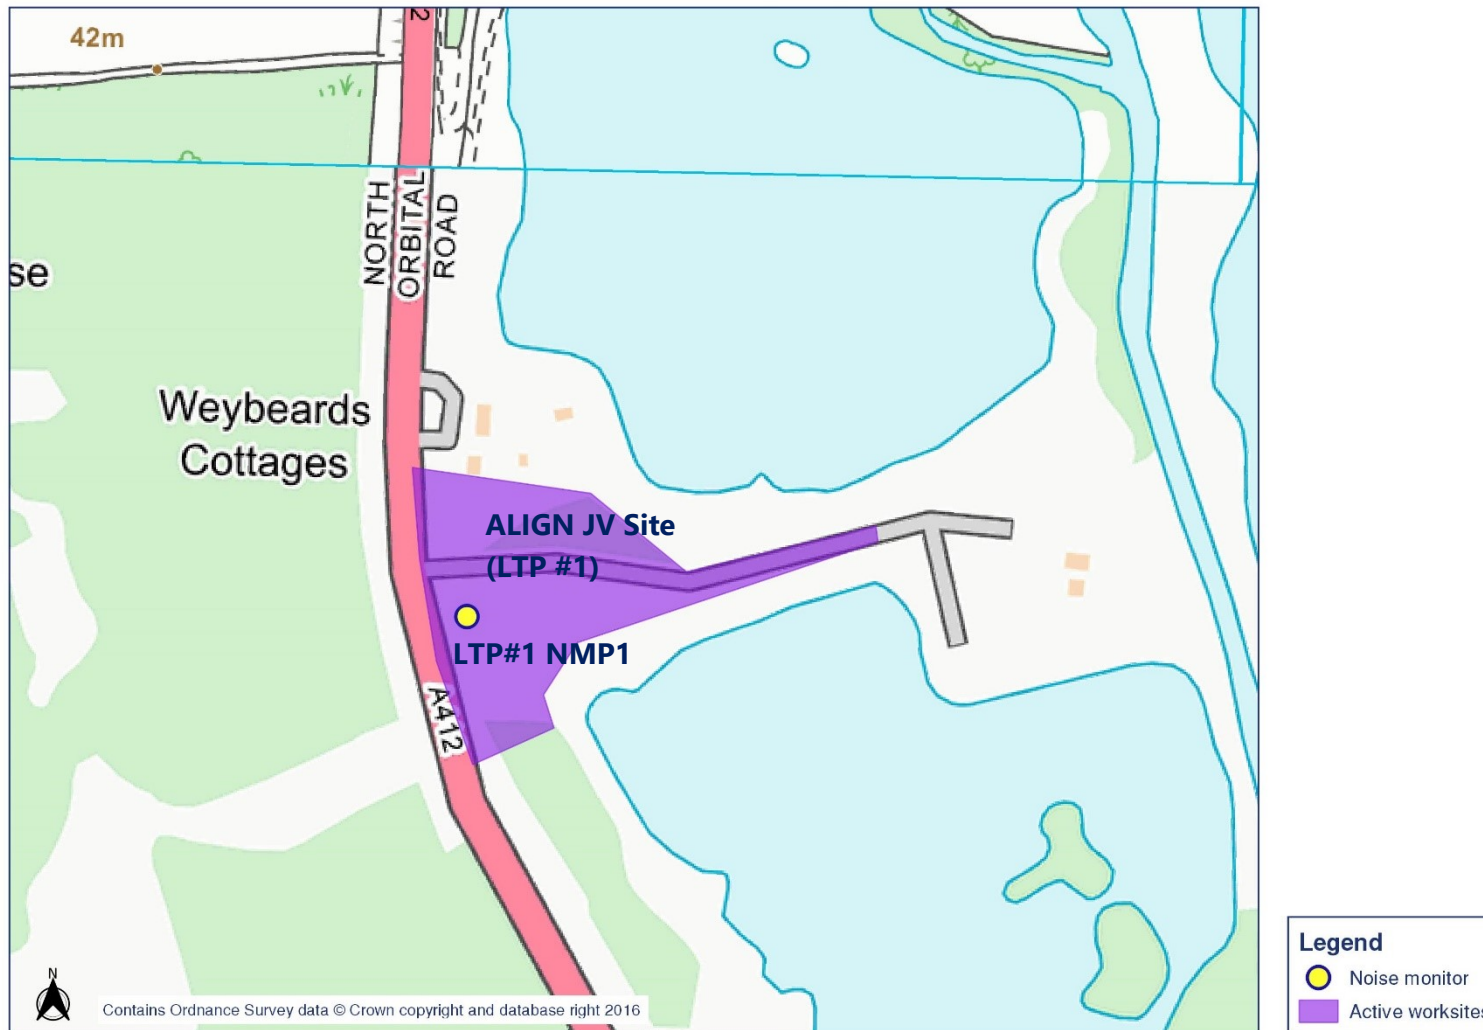 2
42m
NORTH
ORBITAL
ROAD
se
Weybeards
Cottages
ALIGN JV Site
(LTP #1)
LTP#1 NMP1
A412
N
Contains Ordnance Survey data © Crown copyright and database right 2016
Legend
Noise monitor
Active worksites